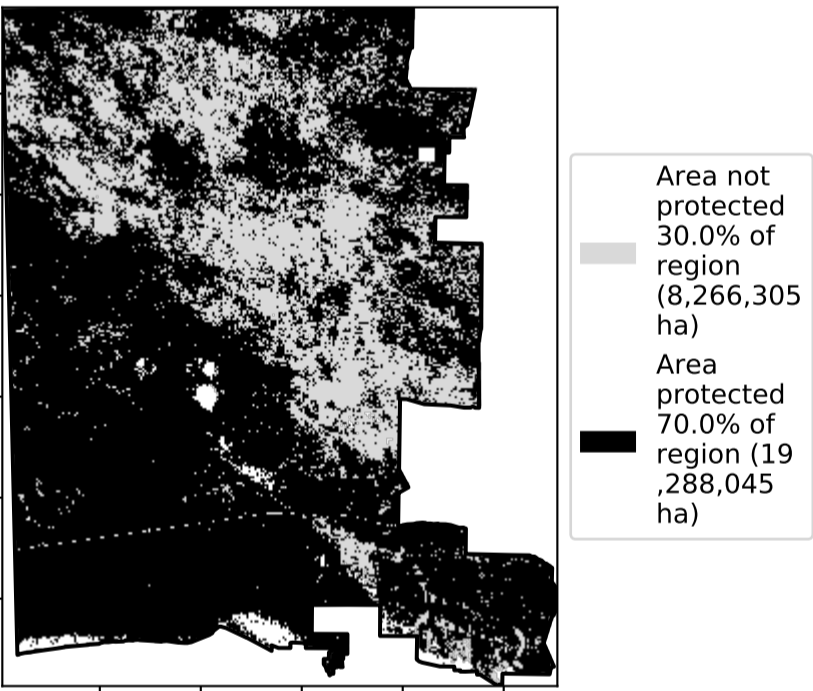 Area not
protected
30.0% of
region
(8,266,305
ha)
Area
protected
70.0% of
region (19
,288,045
ha)